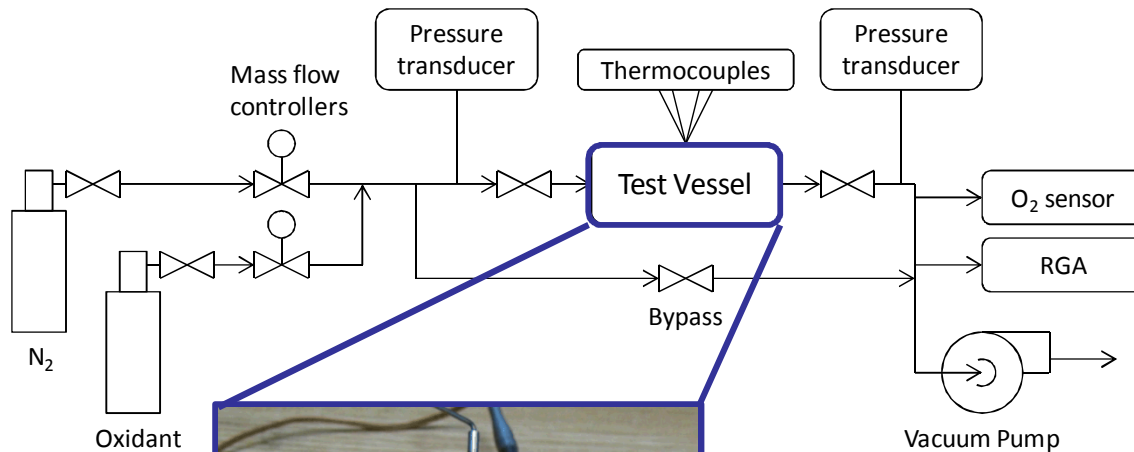 Pressure
transducer
Mass flow
controllers
Thermocouples
Pressure
transducer
Test Vessel
O₂ sensor
RGA
Bypass
N₂
Oxidant
Vacuum Pump